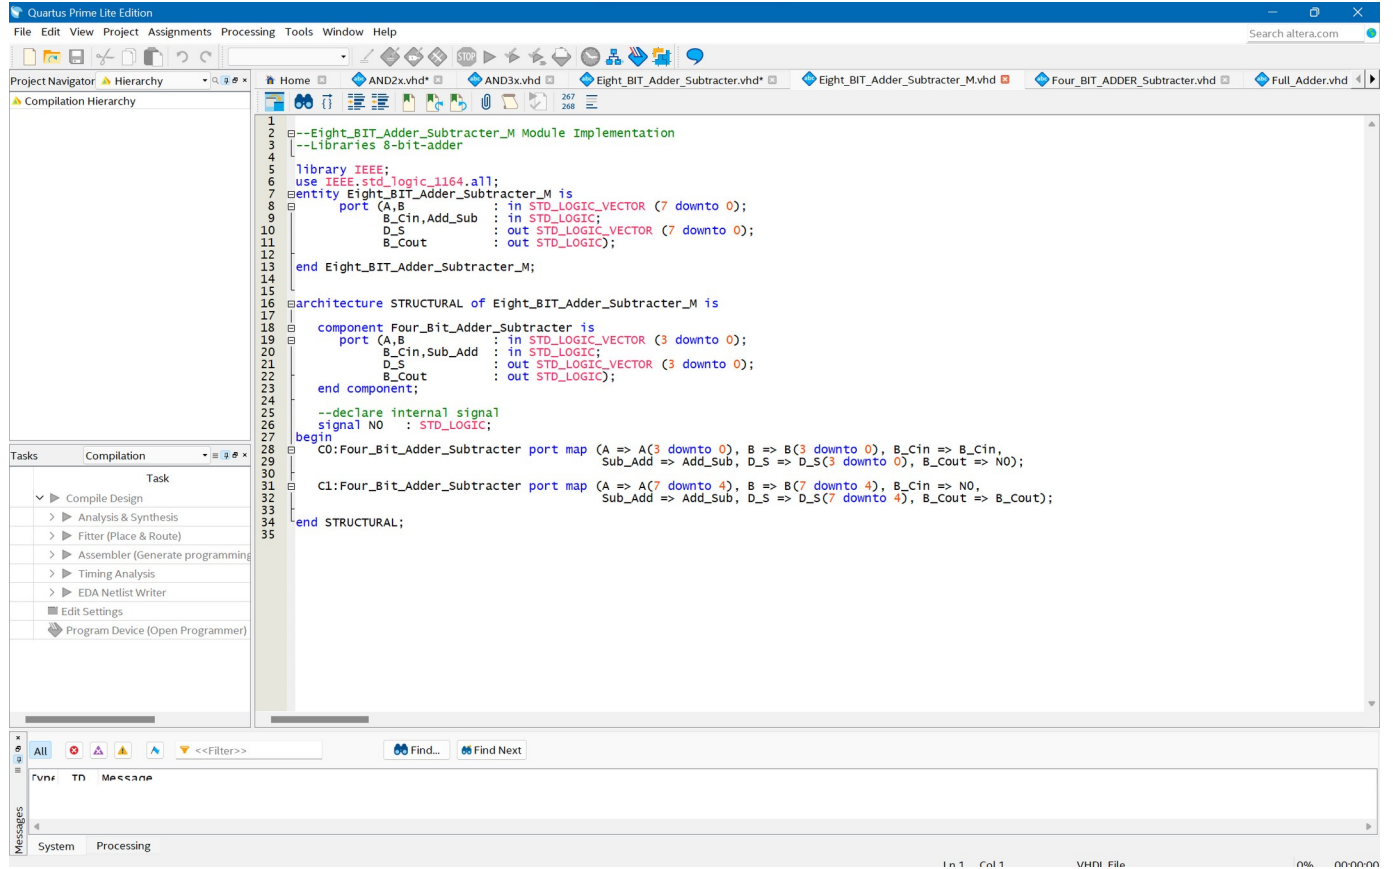 Quartus Prime Lite Edition
File Edit View Project Assignments Processing Tools Window Help
Search altera.com
Project Navigator Hierarchy
Home AND2x.vhd* AND3x.vhd Eight_BIT_Adder_Subtracter.vhd* Eight_BIT_Adder_Subtracter_M.vhd Four_BIT_ADDER_Subtracter.vhd Full_Adder.vhd
Compilation Hierarchy
267
268
1
2 --Eight_BIT_Adder_Subtracter_M Module Implementation
3 --Libraries 8-bit-adder
4
5 library IEEE;
6 use IEEE.std_logic_1164.all;
7 entity Eight_BIT_Adder_Subtracter_M is
8 port (A,B : in STD_LOGIC_VECTOR (7 downto 0);
9 B_Cin,Add_Sub : in STD_LOGIC;
10 D_S : out STD_LOGIC_VECTOR (7 downto 0);
11 B_Cout : out STD_LOGIC);
12
13 end Eight_BIT_Adder_Subtracter_M;
14
15
16 architecture STRUCTURAL of Eight_BIT_Adder_Subtracter_M is
17
18 component Four_Bit_Adder_Subtracter is
19 port (A,B : in STD_LOGIC_VECTOR (3 downto 0);
20 B_Cin,Sub_Add : in STD_LOGIC;
21 D_S : out STD_LOGIC_VECTOR (3 downto 0);
22 B_Cout : out STD_LOGIC);
23 end component;
24
25 --declare internal signal
26 signal N0 : STD_LOGIC;
27 begin
28 C0:Four_Bit_Adder_Subtracter port map (A => A(3 downto 0), B => B(3 downto 0), B_Cin => B_Cin,
29 Sub_Add => Add_Sub, D_S => D_S(3 downto 0), B_Cout => N0);
30
31 C1:Four_Bit_Adder_Subtracter port map (A => A(7 downto 4), B => B(7 downto 4), B_Cin => N0,
32 Sub_Add => Add_Sub, D_S => D_S(7 downto 4), B_Cout => B_Cout);
33
34 end STRUCTURAL;
35
Tasks Compilation
Task
Compile Design
Analysis & Synthesis
Fitter (Place & Route)
Assembler (Generate programming
Timing Analysis
EDA Netlist Writer
Edit Settings
Program Device (Open Programmer)
All <<Filter>> Find... Find Next
Type ID Message
Messages
System Processing
Ln 1 Col 1 VHDL File 0% 00:00:00